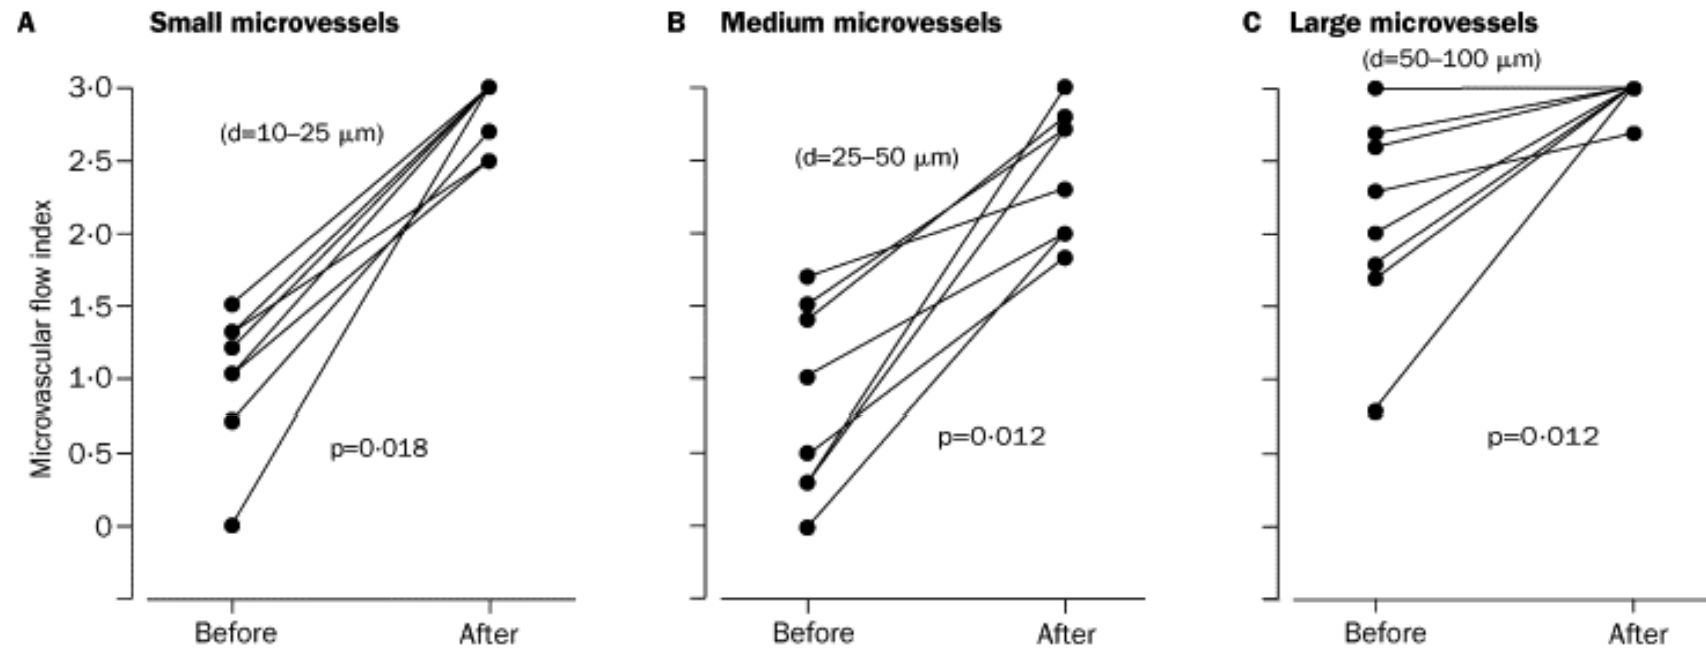 A Small microvessels
(d=10–25 μm)
Microvascular flow index
3·0
2·5
2·0
1·5
1·0
0·5
0
p=0·018
Before After
B Medium microvessels
(d=25–50 μm)
p=0·012
Before After
C Large microvessels
(d=50–100 μm)
p=0·012
Before After